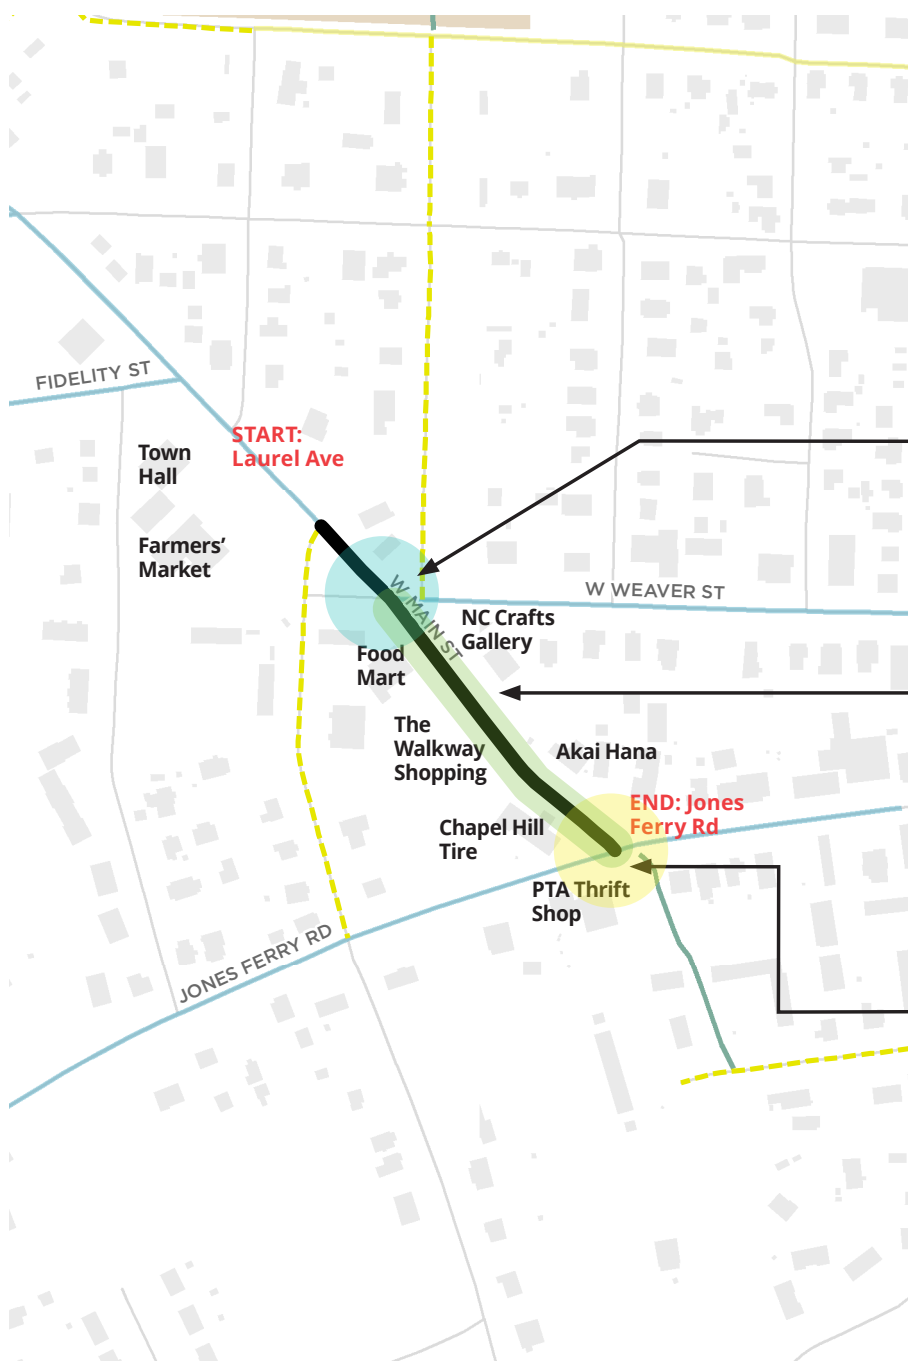 FIDELITY ST
START:
Laurel Ave
Town
Hall
Farmers’
Market
W WEAVER ST
W MAIN ST
NC Crafts
Gallery
Food
Mart
The
Walkway
Shopping
Akai Hana
END: Jones
Ferry Rd
Chapel Hill
Tire
PTA Thrift
Shop
JONES FERRY RD